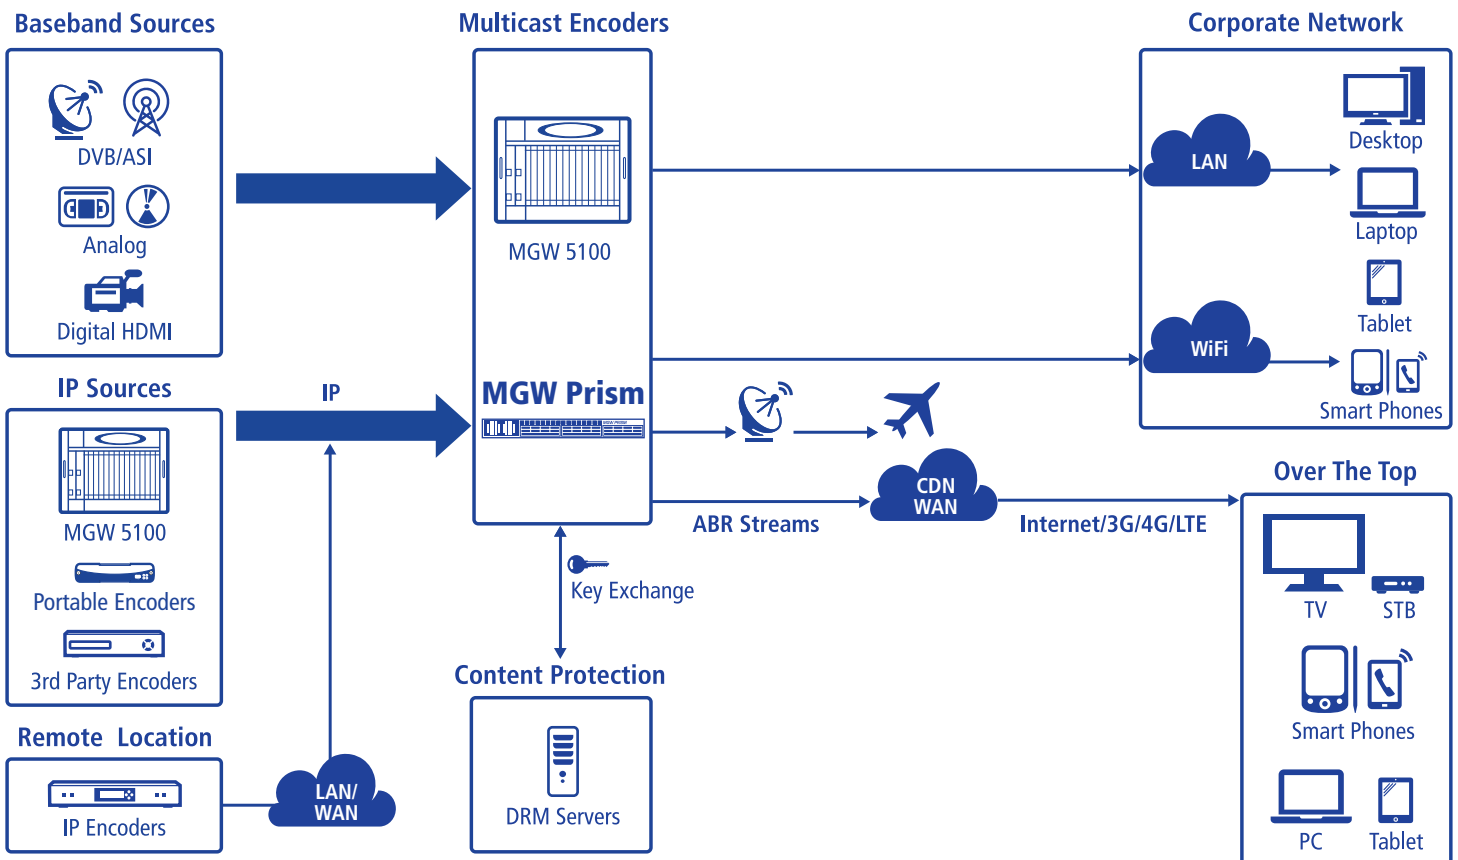 Baseband Sources
DVB/ASI
Analog
Digital HDMI
IP Sources
MGW 5100
Portable Encoders
3rd Party Encoders
Remote Location
IP Encoders
IP
LAN/
WAN
Multicast Encoders
MGW 5100
MGW Prism
Key Exchange
Content Protection
DRM Servers
ABR Streams
CDN
WAN
Internet/3G/4G/LTE
Corporate Network
LAN
WiFi
Desktop
Laptop
Tablet
Smart Phones
Over The Top
TV
STB
Smart Phones
PC
Tablet